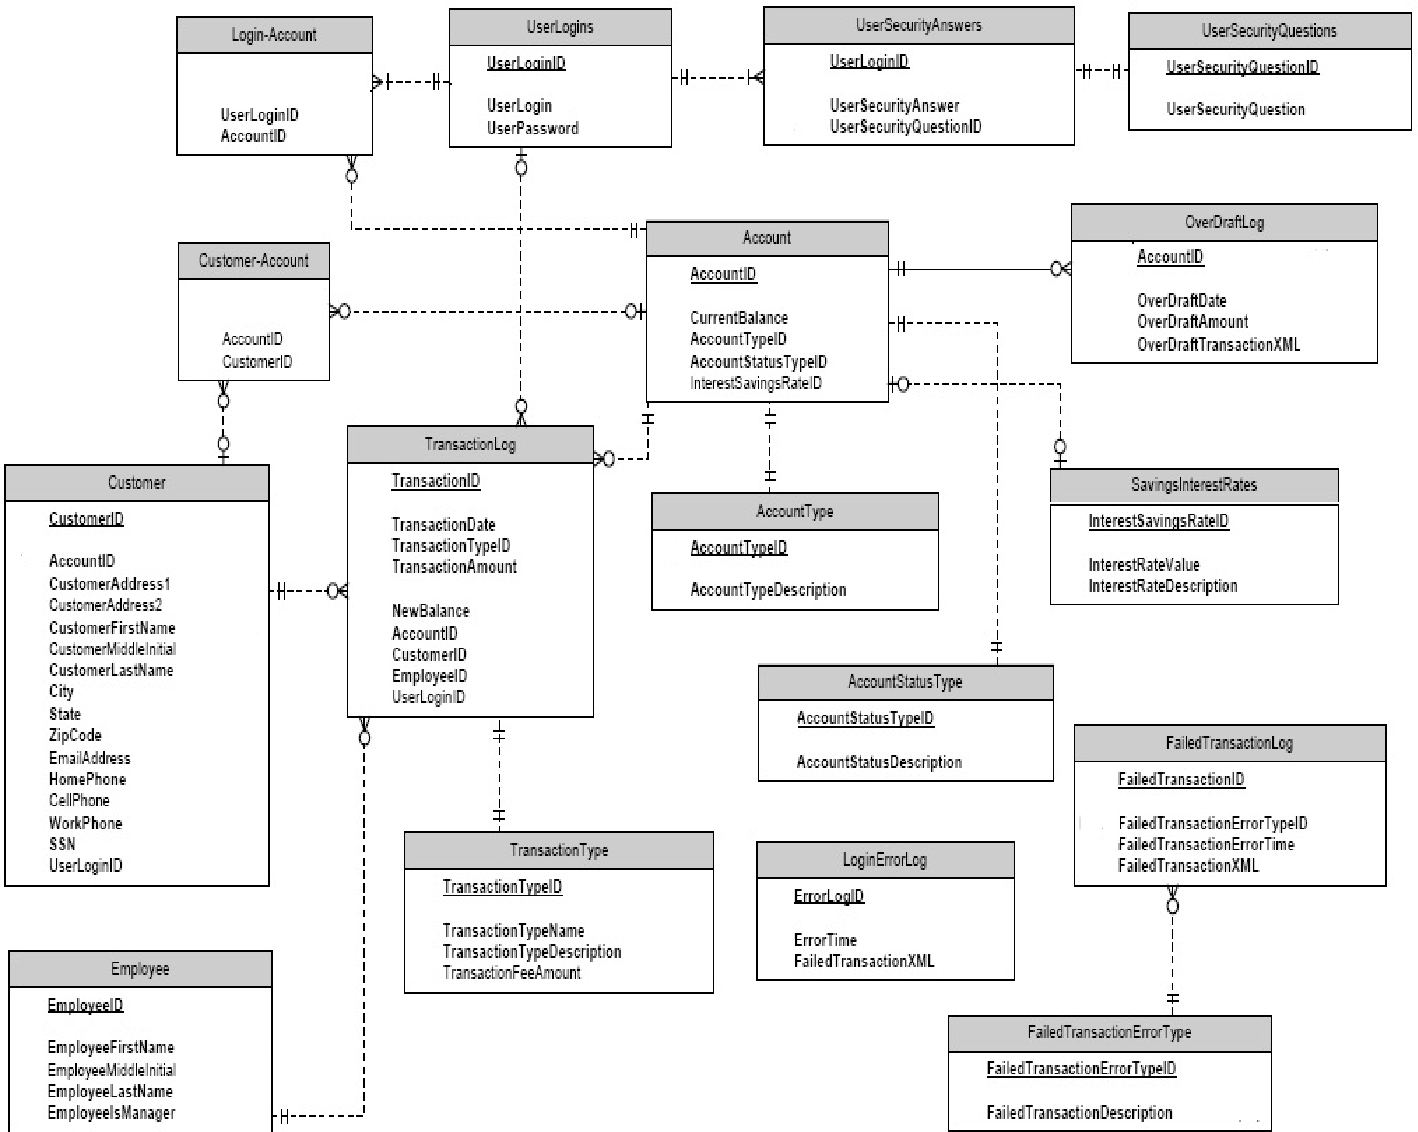 Login-Account
UserLoginID
AccountID
UserLogins
UserLoginID
UserLogin
UserPassword
UserSecurityAnswers
UserLoginID
UserSecurityAnswer
UserSecurityQuestionID
UserSecurityQuestions
UserSecurityQuestionID
UserSecurityQuestion
Customer-Account
AccountID
CustomerID
Account
AccountID
CurrentBalance
AccountTypeID
AccountStatusTypeID
InterestSavingsRateID
OverDraftLog
AccountID
OverDraftDate
OverDraftAmount
OverDraftTransactionXML
Customer
CustomerID
AccountID
CustomerAddress1
CustomerAddress2
CustomerFirstName
CustomerMiddleInitial
CustomerLastName
City
State
ZipCode
EmailAddress
HomePhone
CellPhone
WorkPhone
SSN
UserLoginID
TransactionLog
TransactionID
TransactionDate
TransactionTypeID
TransactionAmount
NewBalance
AccountID
CustomerID
EmployeeID
UserLoginID
AccountType
AccountTypeID
AccountTypeDescription
SavingsInterestRates
InterestSavingsRateID
InterestRateValue
InterestRateDescription
AccountStatusType
AccountStatusTypeID
AccountStatusDescription
FailedTransactionLog
FailedTransactionID
FailedTransactionErrorTypeID
FailedTransactionErrorTime
FailedTransactionXML
TransactionType
TransactionTypeID
TransactionTypeName
TransactionTypeDescription
TransactionFeeAmount
LoginErrorLog
ErrorLogID
ErrorTime
FailedTransactionXML
Employee
EmployeeID
EmployeeFirstName
EmployeeMiddleInitial
EmployeeLastName
EmployeeIsManager
FailedTransactionErrorType
FailedTransactionErrorTypeID
FailedTransactionDescription